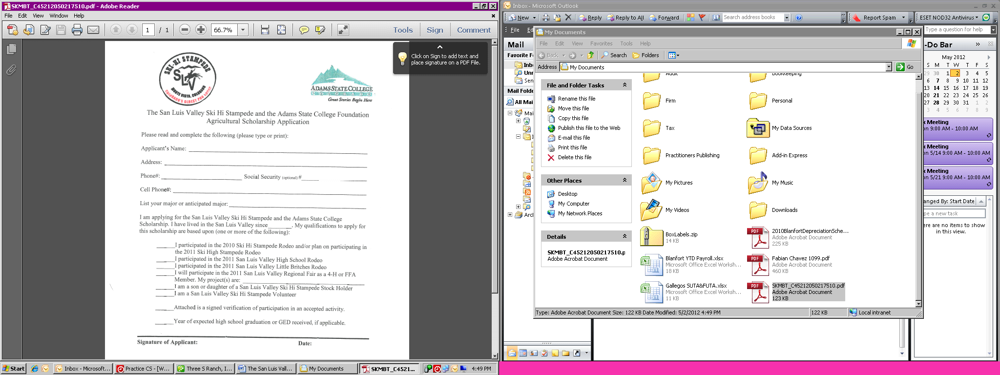 SKMBT_C45212050217510.pdf - Adobe Reader
File Edit View Window Help
1 / 1 66.7% Tools Sign Comment
Click on Sign to add text and
place signature on a PDF File.
SKI-HI STAMPEDE
SLV
MONTE VISTA, COLORADO
COLORADO'S OLDEST PRO RODEO
ADAMS STATE COLLEGE
COLORADO
Great Stories Begin Here
The San Luis Valley Ski Hi Stampede and the Adams State College Foundation
Agricultural Scholarship Application
Please read and complete the following (please type or print):
Applicant's Name:
Address:
Phone#: Social Security (optional) #
Cell Phone#:
List your major or anticipated major:
I am applying for the San Luis Valley Ski Hi Stampede and the Adams State College
Scholarship. I have lived in the San Luis Valley since_______. My qualifications to apply for
this scholarship are based upon (one or more of the following):
I participated in the 2010 Ski Hi Stampede Rodeo and/or plan on participating in
the 2011 Ski High Stampede Rodeo
I participated in the 2011 San Luis Valley High School Rodeo
I participated in the 2011 San Luis Valley Little Britches Rodeo
I will participate in the 2011 San Luis Valley Regional Fair as a 4-H or FFA
Member. My project(s) are:
I am a son or daughter of a San Luis Valley Ski Hi Stampede Stock Holder
I am a San Luis Valley Ski Hi Stampede Volunteer
Attached is a signed verification of participation in an accepted activity.
Year of expected high school graduation or GED received, if applicable.
Signature of Applicant: Date:
Start Inbox - Microsoft... Practice CS - [W... Three S Ranch, I... The San Luis Vall... My Documents SKMBT_C4521... 4:49 PM
Inbox - Microsoft Outlook
New Reply Reply to All Forward Search address books Report Spam ESET NOD32 Antivirus
File Type a question for help
Mail
Favorite F
Inb
Unr
Sen
Mail Folde
All Mai
Mai
Arc
My Documents
File Edit View Favorites Tools Help
Back Search Folders
Address My Documents Go
File and Folder Tasks
Rename this file
Move this file
Copy this file
Publish this file to the Web
E-mail this file
Print this file
Delete this file
Other Places
Desktop
My Computer
My Network Places
Details
SKMBT_C45212050217510.p
Adobe Acrobat Document
Audit Bookkeeping
Firm Personal
Tax My Data Sources
Practitioners Publishing Add-in Express
My Pictures My Music
My Videos Downloads
BoxLabels.zip
14 KB
2010BlanfortDepreciationSche...
Adobe Acrobat Document
225 KB
Blanfort YTD Payroll.xlsx
Microsoft Office Excel Worksh...
18 KB
Fabian Chavez 1099.pdf
Adobe Acrobat Document
460 KB
Gallegos SUTA&FUTA.xlsx
Microsoft Office Excel Worksh...
11 KB
SKMBT_C45212050217510.pdf
Adobe Acrobat Document
123 KB
Type: Adobe Acrobat Document Size: 122 KB Date Modified: 5/2/2012 4:49 PM 122 KB Local intranet
-Do Bar
May 2012
S M T W T F S
29 30 1 2 3 4 5
6 7 8 9 10 11 12
13 14 15 16 17 18 19
20 21 22 23 24 25 26
27 28 29 30 31 1 2
3 4 5 6 7 8 9
x Meeting
on 9:00 AM - 10:00 AM
x Meeting
on 5/14 9:00 AM - 10:00 AM
x Meeting
on 5/21 9:00 AM - 10:00 AM
anged By: Start Date
pe a new task
ere are no items to show
in this view.